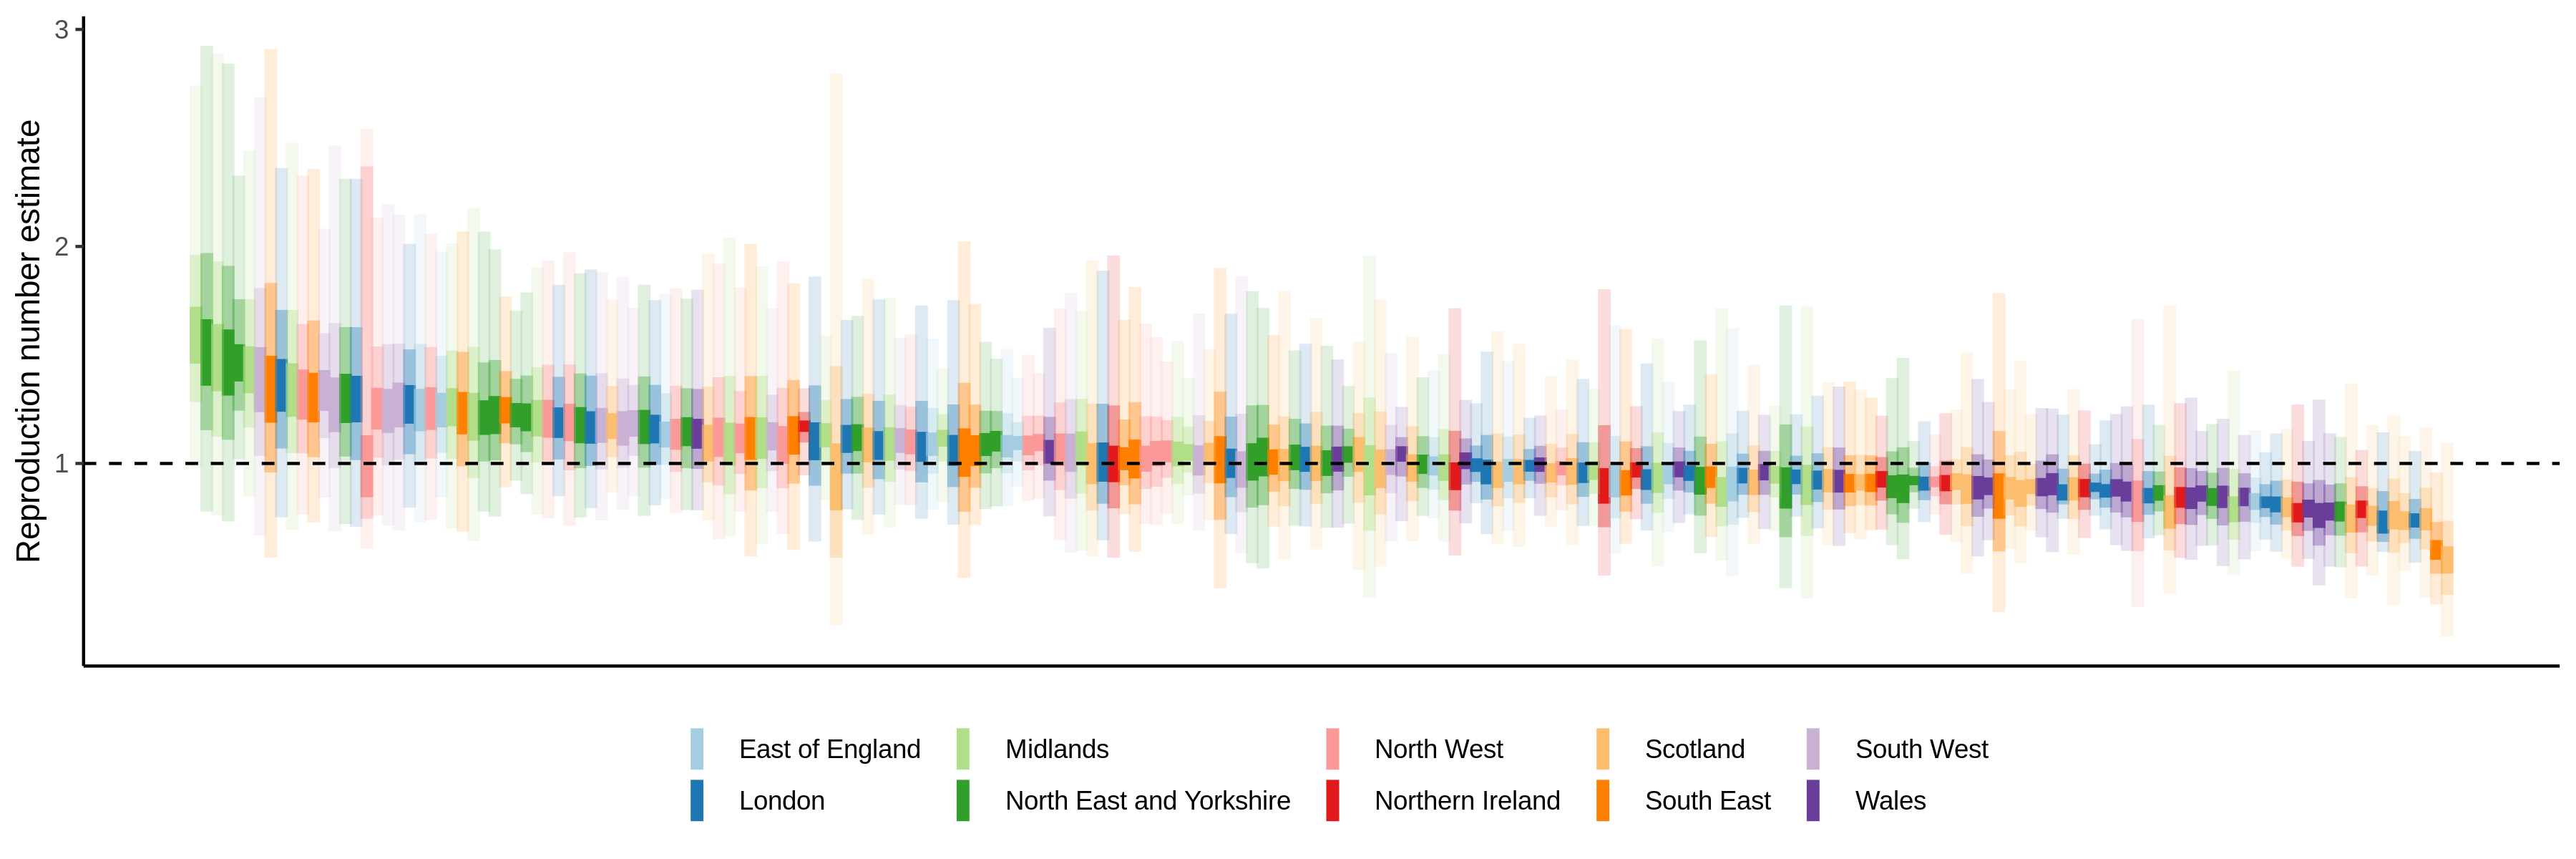 3
2
1
Reproduction number estimate
East of England
Midlands
North West
Scotland
South West
London
North East and Yorkshire
Northern Ireland
South East
Wales